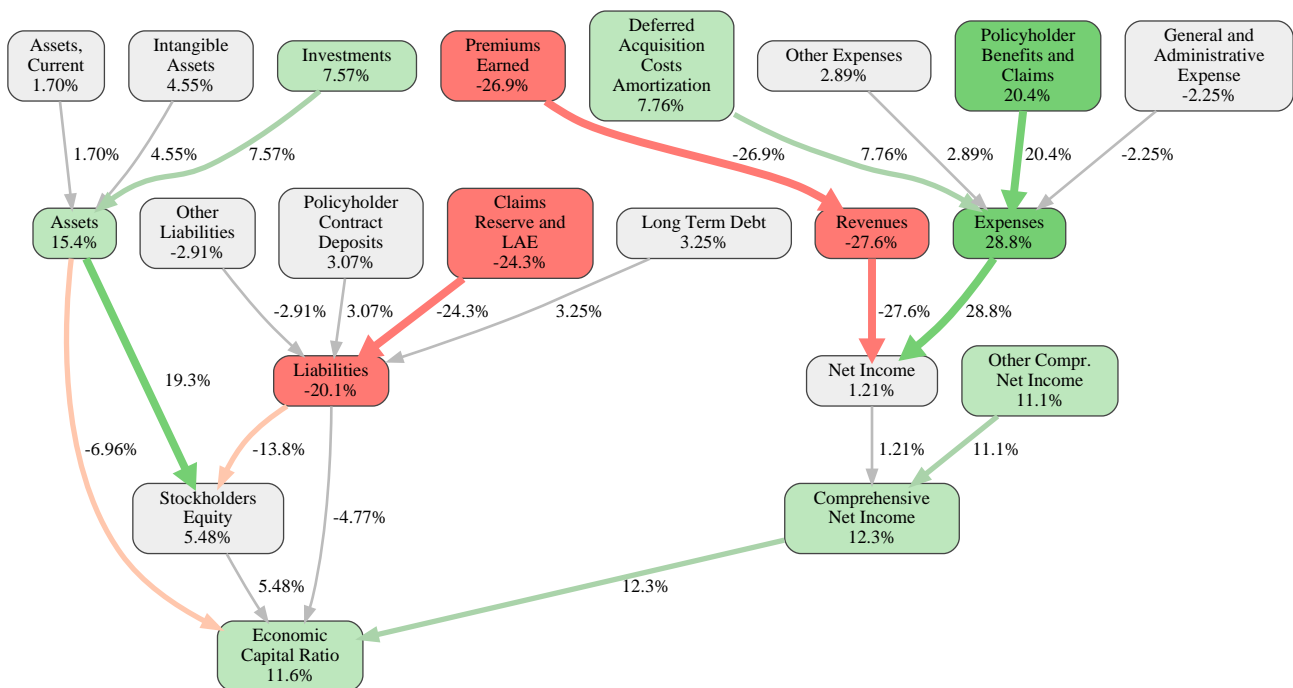 Assets,
Current
1.70%
Intangible
Assets
4.55%
Investments
7.57%
Premiums
Earned
-26.9%
Deferred
Acquisition
Costs
Amortization
7.76%
Other Expenses
2.89%
Policyholder
Benefits and
Claims
20.4%
General and
Administrative
Expense
-2.25%
1.70%
4.55%
7.57%
-26.9%
7.76%
2.89%
20.4%
-2.25%
Assets
15.4%
Other
Liabilities
-2.91%
Policyholder
Contract
Deposits
3.07%
Claims
Reserve and
LAE
-24.3%
Long Term Debt
3.25%
Revenues
-27.6%
Expenses
28.8%
-2.91%
3.07%
-24.3%
3.25%
-27.6%
28.8%
Liabilities
-20.1%
Net Income
1.21%
Other Compr.
Net Income
11.1%
19.3%
-6.96%
-13.8%
1.21%
11.1%
Stockholders
Equity
5.48%
-4.77%
Comprehensive
Net Income
12.3%
5.48%
12.3%
Economic
Capital Ratio
11.6%